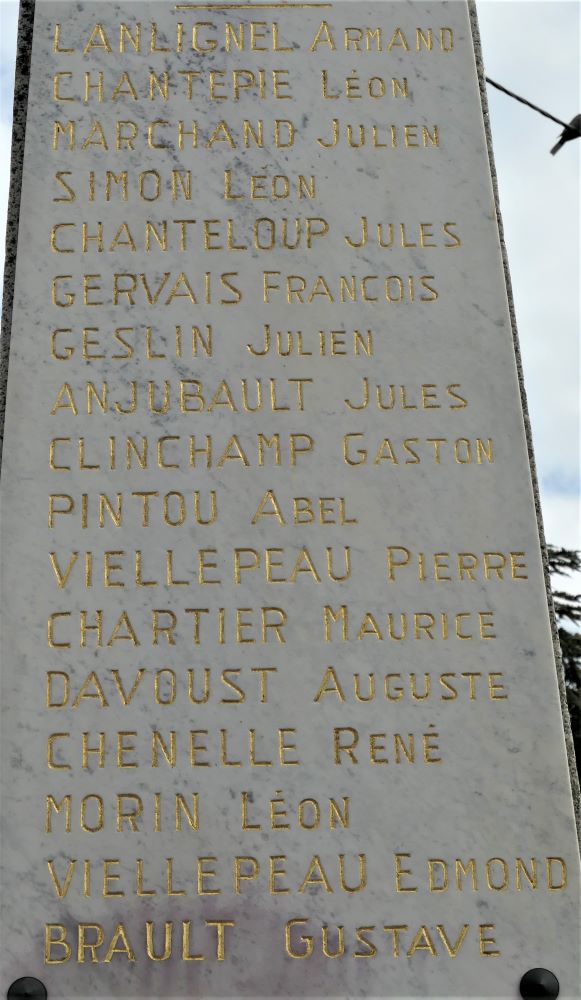 LANLIGNEL ARMAND
CHANTEPIE LÉON
MARCHAND JULIEN
SIMON LÉON
CHANTELOUP JULES
GERVAIS FRANCOIS
GESLIN JULIEN
ANJUBAULT JULES
CLINCHAMP GASTON
PINTOU ABEL
VIELLEPEAU PIERRE
CHARTIER MAURICE
DAVOUST AUGUSTE
CHENELLE RENÉ
MORIN LÉON
VIELLEPEAU EDMOND
BRAULT GUSTAVE